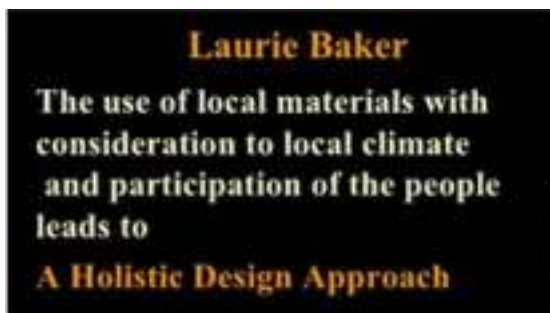 Laurie Baker
The use of local materials with
consideration to local climate
and participation of the people
leads to
A Holistic Design Approach